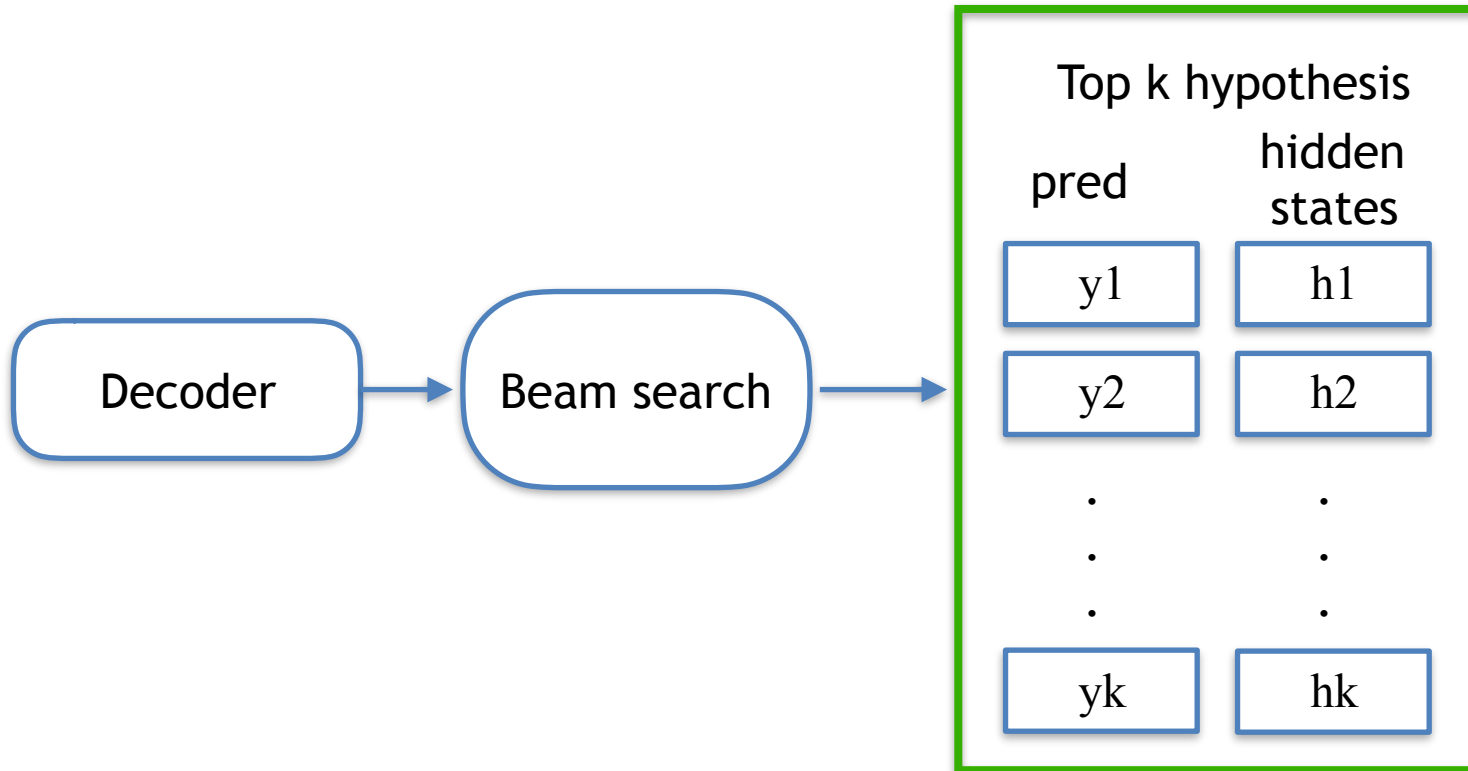 Decoder
Beam search
Top k hypothesis
pred
hidden
states
y1
h1
y2
h2
.
.
.
.
.
.
yk
hk